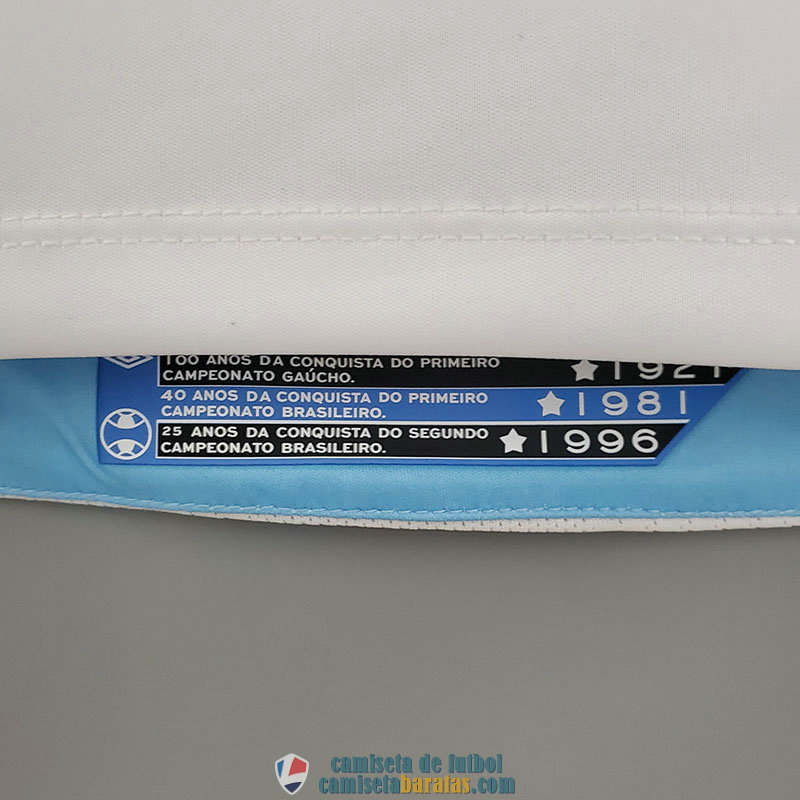 100 ANOS DA CONQUISTA DO PRIMEIRO
CAMPEONATO GAÚCHO.
1921
40 ANOS DA CONQUISTA DO PRIMEIRO
CAMPEONATO BRASILEIRO.
1981
25 ANOS DA CONQUISTA DO SEGUNDO
CAMPEONATO BRASILEIRO.
1996
camiseta de futbol
camisetabaratas.com